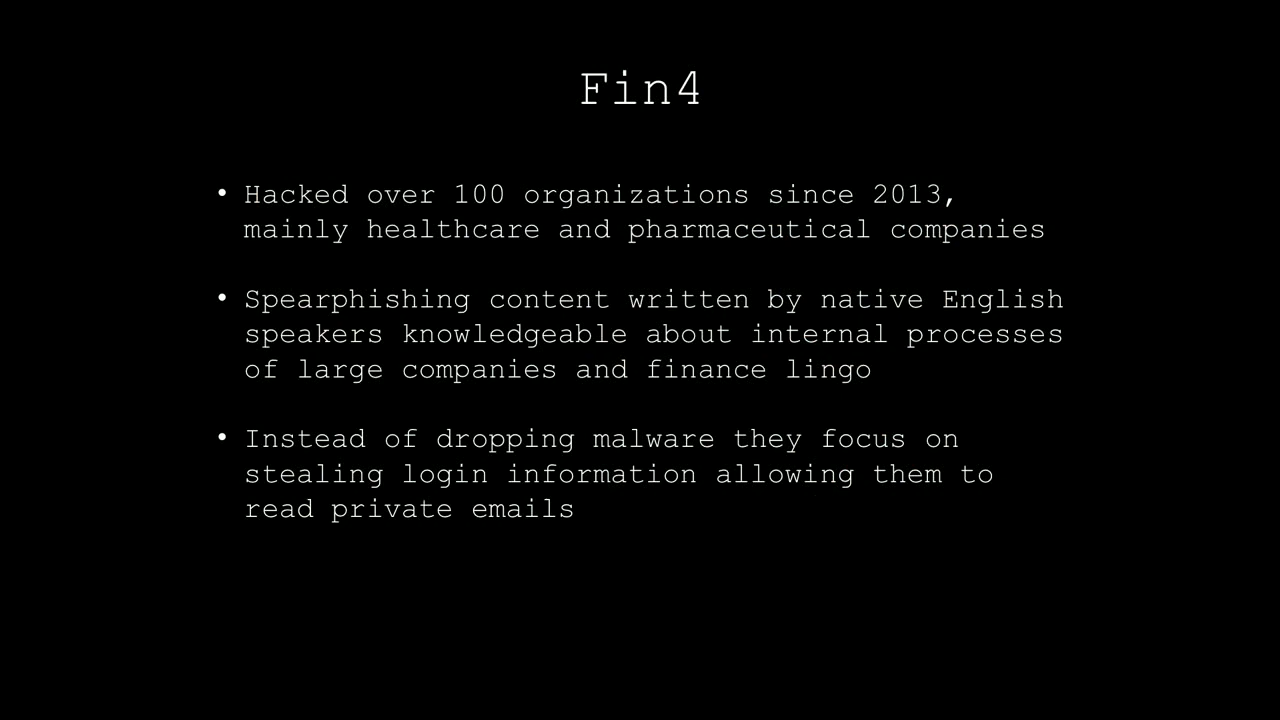 Fin4
• Hacked over 100 organizations since 2013,
mainly healthcare and pharmaceutical companies
• Spearphishing content written by native English
speakers knowledgeable about internal processes
of large companies and finance lingo
• Instead of dropping malware they focus on
stealing login information allowing them to
read private emails